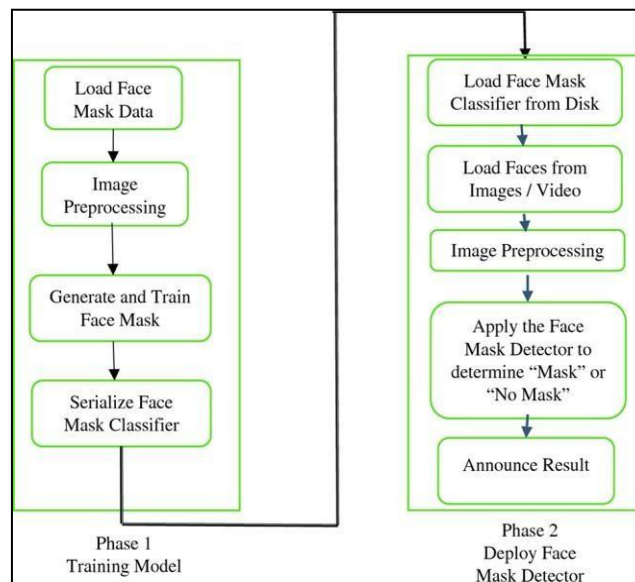 Load Face
Mask Data
Image
Preprocessing
Generate and Train
Face Mask
Serialize Face
Mask Classifier
Phase 1
Training Model
Load Face Mask
Classifier from Disk
Load Faces from
Images / Video
Image Preprocessing
Apply the Face
Mask Detector to
determine “Mask” or
“No Mask”
Announce Result
Phase 2
Deploy Face
Mask Detector